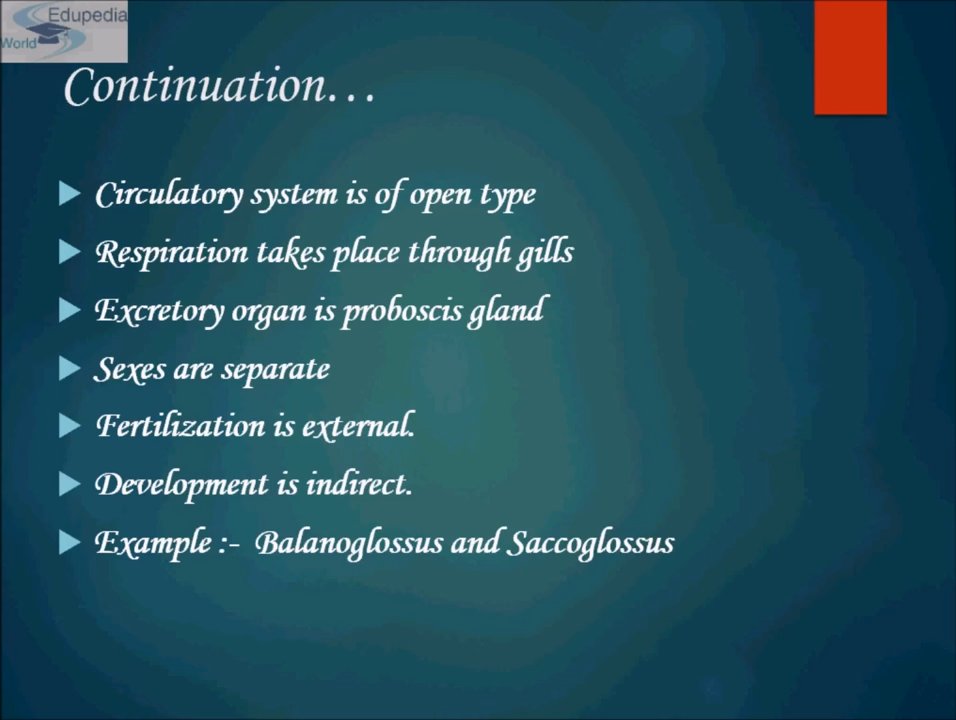 Edupedia
World
Continuation...
Circulatory system is of open type
Respiration takes place through gills
Excretory organ is proboscis gland
Sexes are separate
Fertilization is external.
Development is indirect.
Example :- Balanoglossus and Saccoglossus